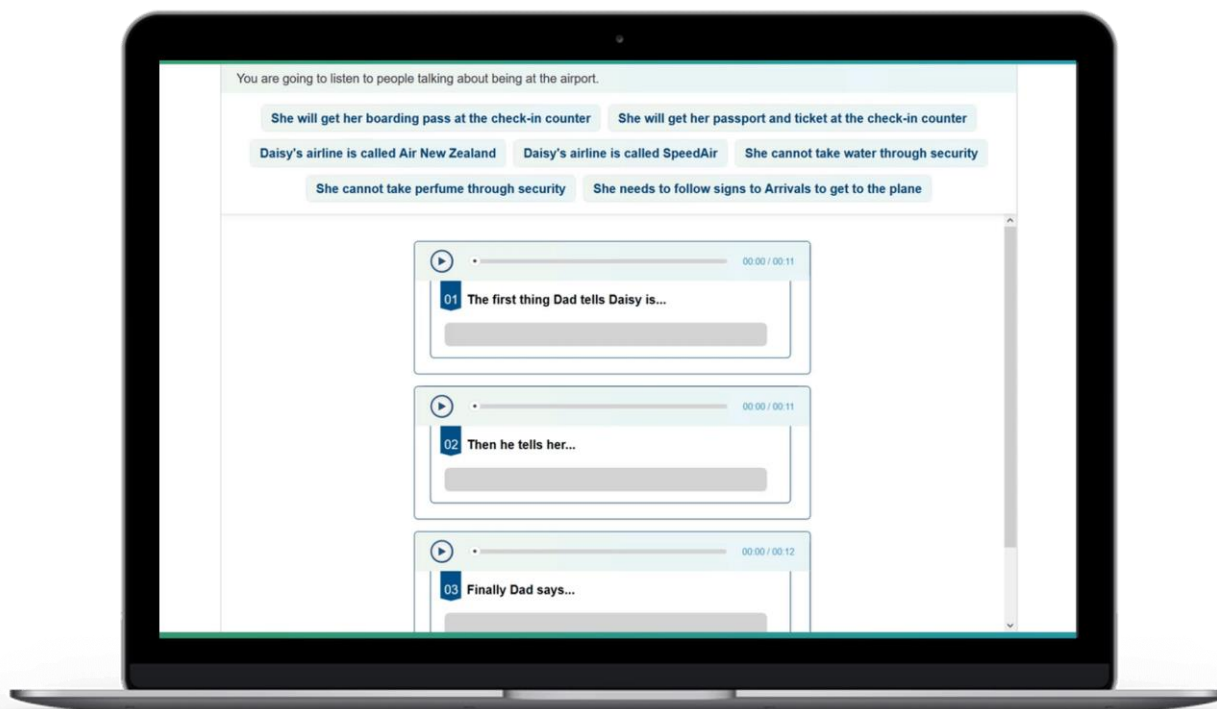 You are going to listen to people talking about being at the airport.
She will get her boarding pass at the check-in counter
She will get her passport and ticket at the check-in counter
Daisy's airline is called Air New Zealand
Daisy's airline is called SpeedAir
She cannot take water through security
She cannot take perfume through security
She needs to follow signs to Arrivals to get to the plane
00:00 / 00:11
01 The first thing Dad tells Daisy is...
00:00 / 00:11
02 Then he tells her...
00:00 / 00:12
03 Finally Dad says...